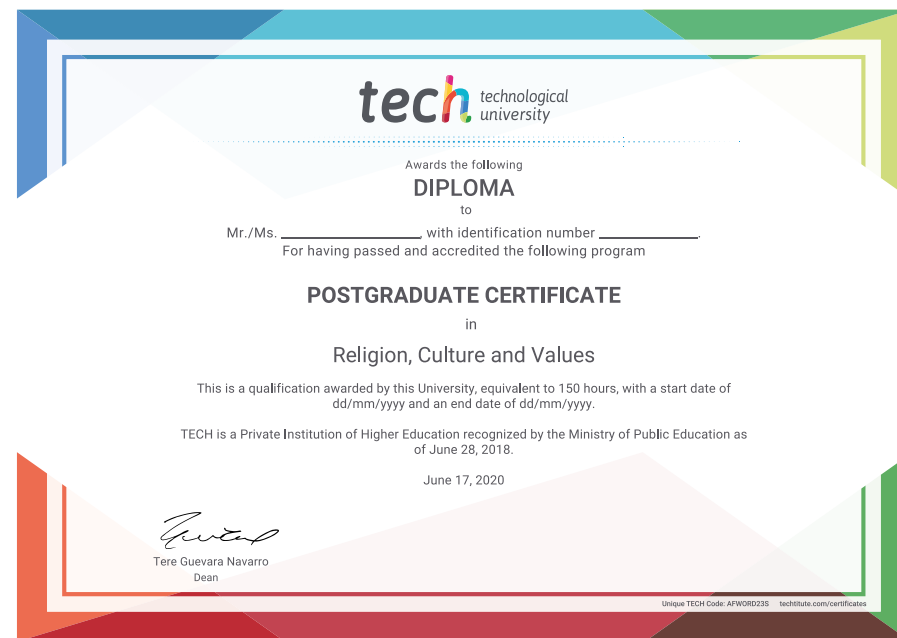 tech technological
university
Awards the following
DIPLOMA
to
Mr./Ms. ____________________, with identification number ______________.
For having passed and accredited the following program
POSTGRADUATE CERTIFICATE
in
Religion, Culture and Values
This is a qualification awarded by this University, equivalent to 150 hours, with a start date of
dd/mm/yyyy and an end date of dd/mm/yyyy.
TECH is a Private Institution of Higher Education recognized by the Ministry of Public Education as
of June 28, 2018.
June 17, 2020
Tere Guevara Navarro
Dean
Unique TECH Code: AFWORD23S techtitute.com/certificates